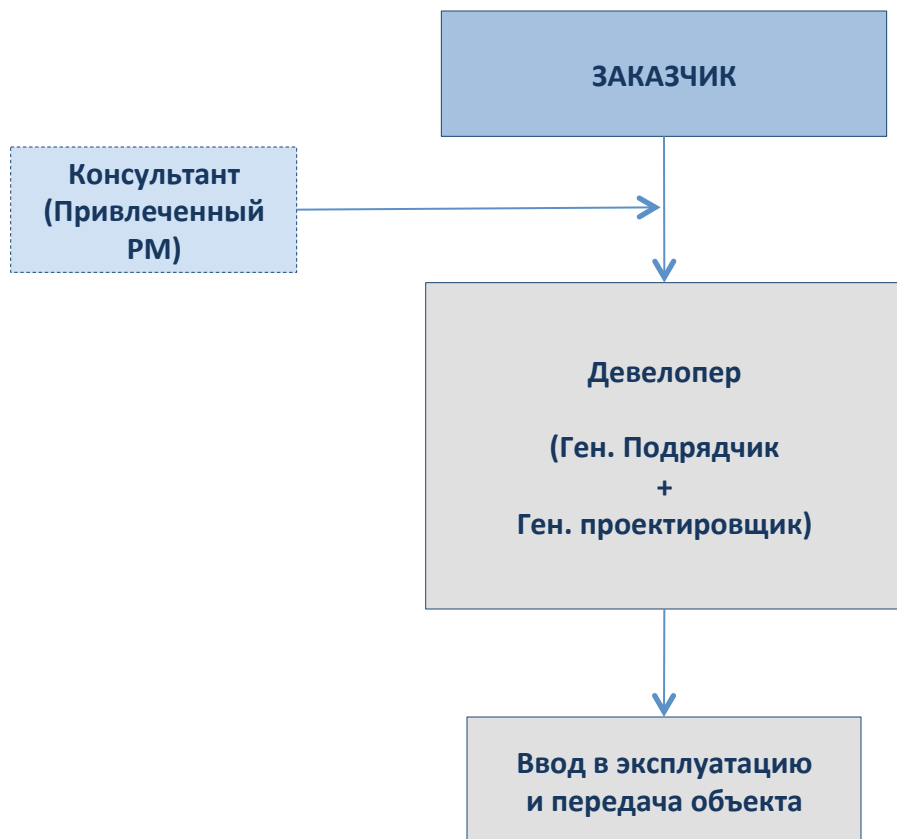 ЗАКАЗЧИК
Консультант
(Привлеченный
PM)
Девелопер
(Ген. Подрядчик
+
Ген. проектировщик)
Ввод в эксплуатацию
и передача объекта